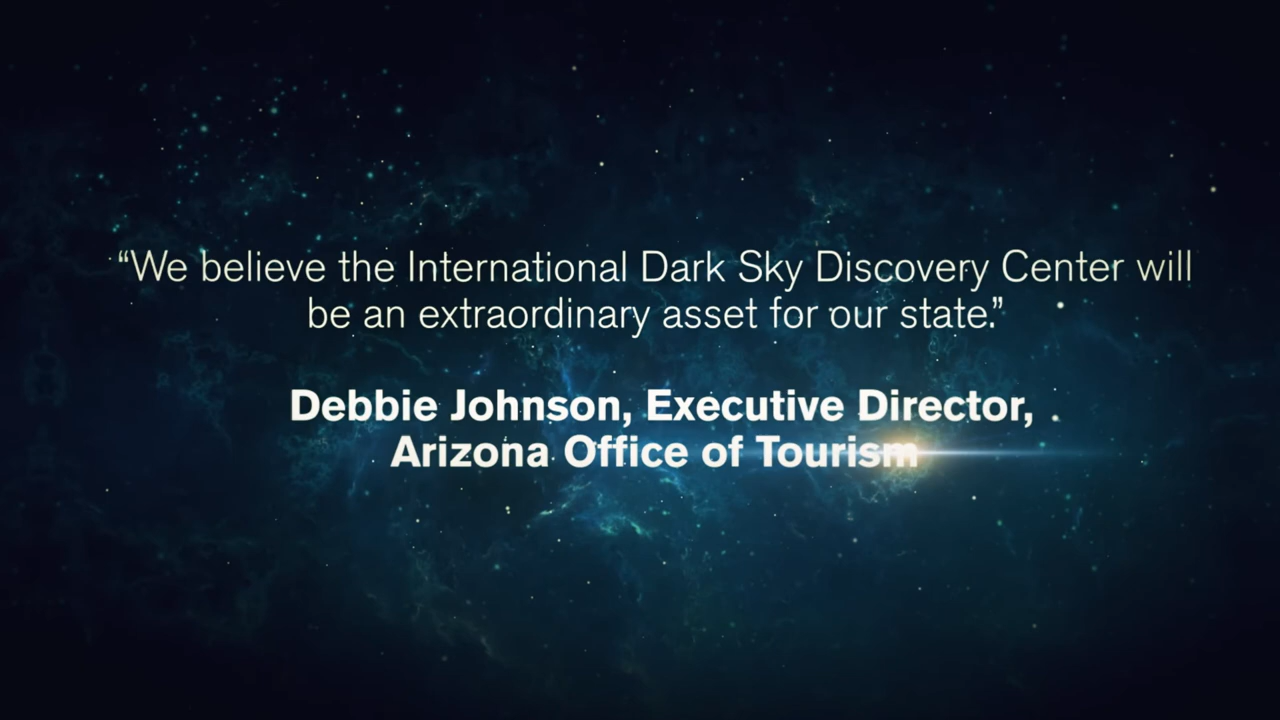 “We believe the International Dark Sky Discovery Center will
be an extraordinary asset for our state.”
Debbie Johnson, Executive Director,
Arizona Office of Tourism